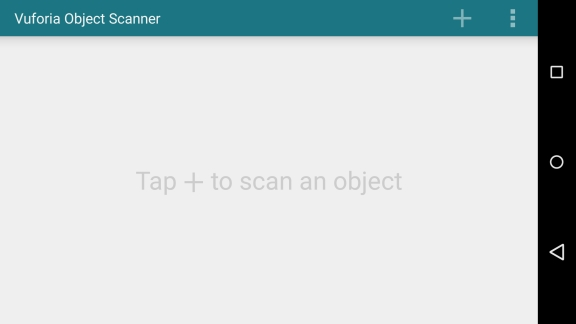 Vuforia Object Scanner
Tap + to scan an object